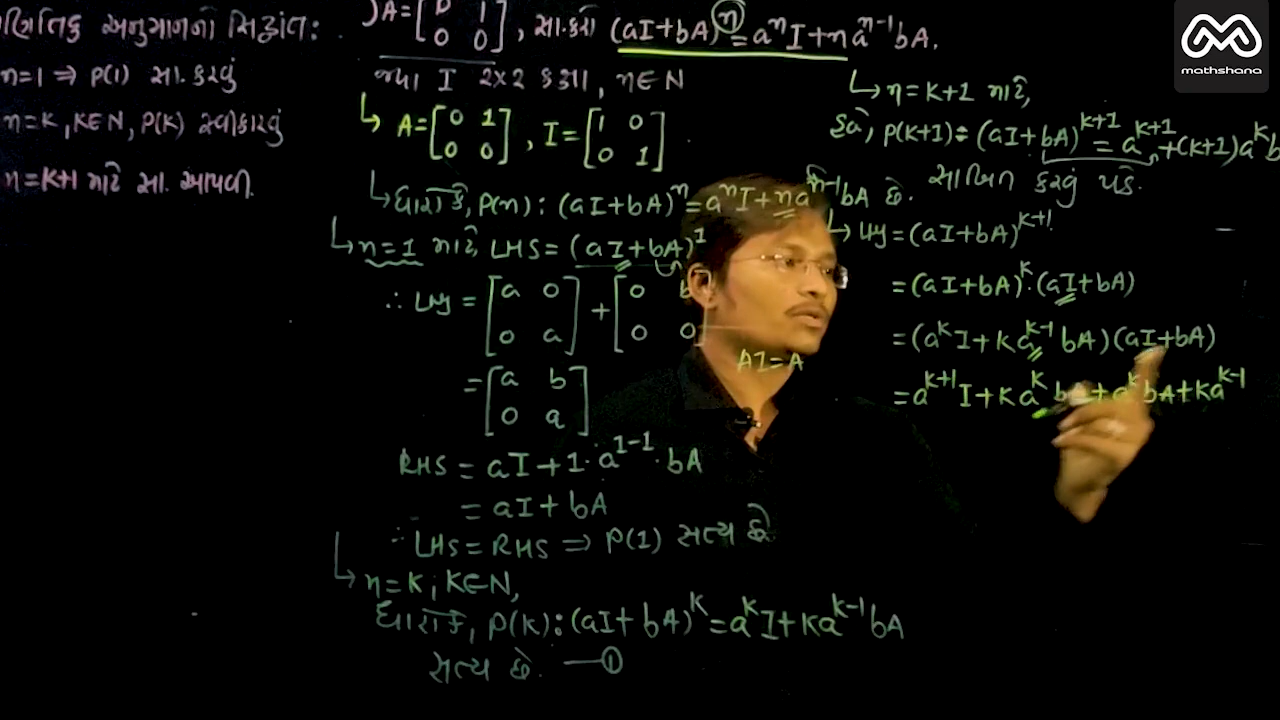 અનુમાનનો સિદ્ધાંત:
n=1 ⇒ P(1) સા. કરવું
n=k, k∈N, P(k) સ્વીકારવું
n=k+1 માટે સા. આપવી.
A=[0 1; 0 0], સા.કરો (aI+bA)^n = a^n I + n a^{n-1} bA.
જ્યાં I 2×2 કક્ષા, n∈N
A=[0 1; 0 0], I=[1 0; 0 1]
ધારો કે, P(n): (aI+bA)^n = a^n I + n a^{n-1} bA છે.
n=1 માટે, LHS = (aI+bA)^1
∴ LHS = [a 0; 0 a] + [0 b; 0 0]
AI=A
= [a b; 0 a]
RHS = aI + 1·a^{1-1}·bA
= aI + bA
∴ LHS = RHS ⇒ P(1) સત્ય છે
n=k, k∈N,
ધારો કે, P(k): (aI+bA)^k = a^k I + k a^{k-1} bA
સત્ય છે. —①
n=k+1 માટે,
હવે, P(k+1): (aI+bA)^{k+1} = a^{k+1} + (k+1)a^k b
સાબિત કરવું પડે.
LHS = (aI+bA)^{k+1}
= (aI+bA)^k · (aI+bA)
= (a^k I + k a^{k-1} bA)(aI+bA)
= a^{k+1} I + k a^k bA + a^k bA + k a^{k-1}
mathshana